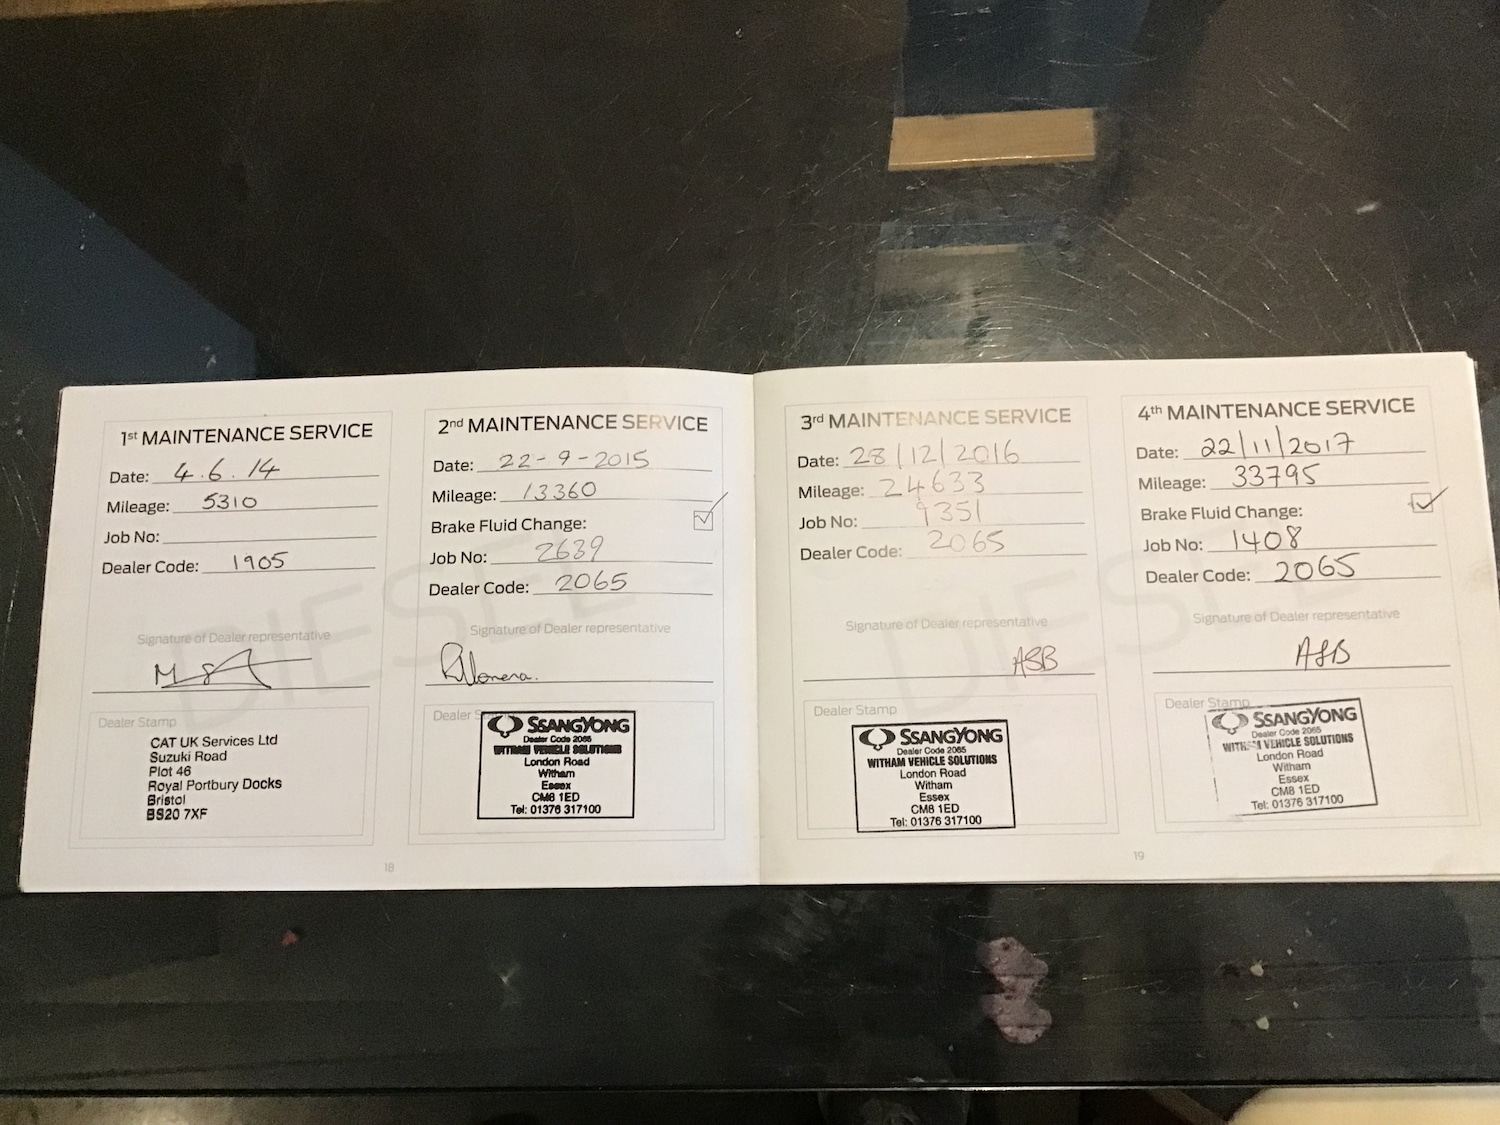 1st MAINTENANCE SERVICE
Date: 4.6.14
Mileage: 5310
Job No:
Dealer Code: 1905
DIESEL
Signature of Dealer representative
Dealer Stamp
CAT UK Services Ltd
Suzuki Road
Plot 46
Royal Portbury Docks
Bristol
BS20 7XF
2nd MAINTENANCE SERVICE
Date: 22-9-2015
Mileage: 13360
Brake Fluid Change:
Job No: 2639
Dealer Code: 2065
Signature of Dealer representative
Dealer Stamp
SSANGYONG
Dealer Code 2065
WITHAM VEHICLE SOLUTIONS
London Road
Witham
Essex
CM8 1ED
Tel: 01376 317100
18
3rd MAINTENANCE SERVICE
Date: 28/12/2016
Mileage: 24633
Job No: 9351
Dealer Code: 2065
DIESEL
Signature of Dealer representative
ASB
Dealer Stamp
SSANGYONG
Dealer Code 2065
WITHAM VEHICLE SOLUTIONS
London Road
Witham
Essex
CM8 1ED
Tel: 01376 317100
4th MAINTENANCE SERVICE
Date: 22/11/2017
Mileage: 33795
Brake Fluid Change:
Job No: 1408
Dealer Code: 2065
Signature of Dealer representative
ASB
Dealer Stamp
SSANGYONG
Dealer Code 2065
WITHAM VEHICLE SOLUTIONS
London Road
Witham
Essex
CM8 1ED
Tel: 01376 317100
19